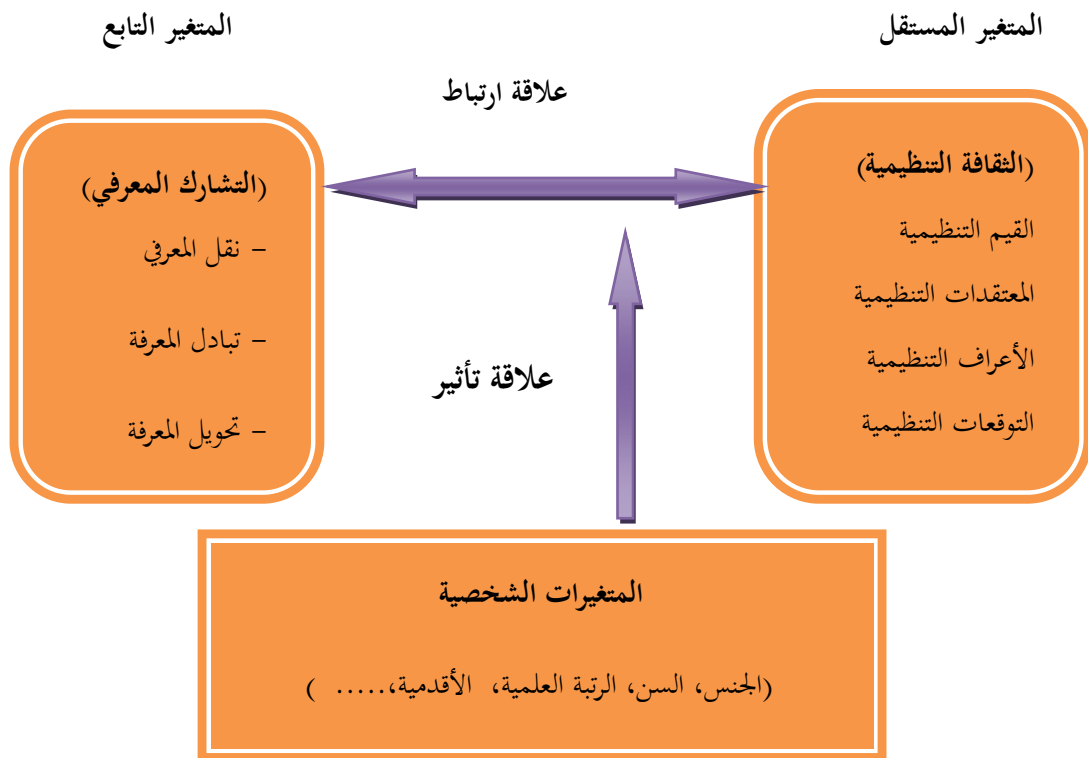 المتغير المستقل
المتغير التابع
علاقة ارتباط
(الثقافة التنظيمية)
القيم التنظيمية
المعتقدات التنظيمية
الأعراف التنظيمية
التوقعات التنظيمية
(التشارك المعرفي)
- نقل المعرفي
- تبادل المعرفة
- تحويل المعرفة
علاقة تأثير
المتغيرات الشخصية
(الجنس، السن، الرتبة العلمية، الأقدمية،..... )